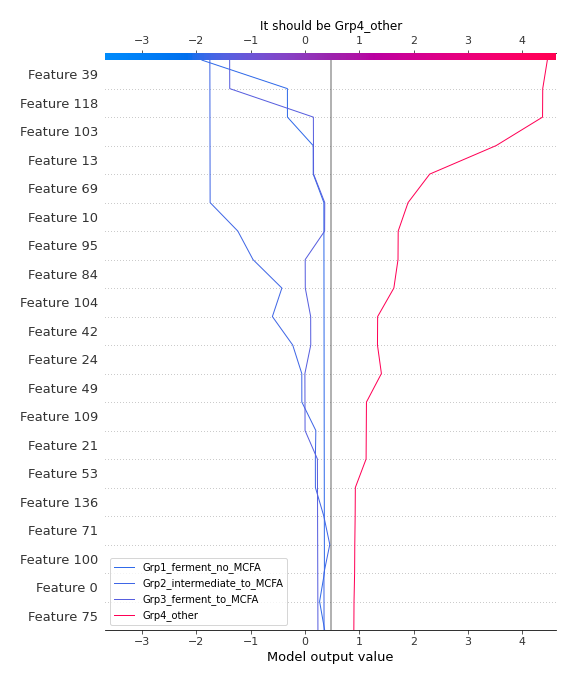 It should be Grp4_other
−3 −2 −1 0 1 2 3 4
Feature 39
Feature 118
Feature 103
Feature 13
Feature 69
Feature 10
Feature 95
Feature 84
Feature 104
Feature 42
Feature 24
Feature 49
Feature 109
Feature 21
Feature 53
Feature 136
Feature 71
Feature 100
Feature 0
Feature 75
Grp1_ferment_no_MCFA
Grp2_intermediate_to_MCFA
Grp3_ferment_to_MCFA
Grp4_other
−3 −2 −1 0 1 2 3 4
Model output value